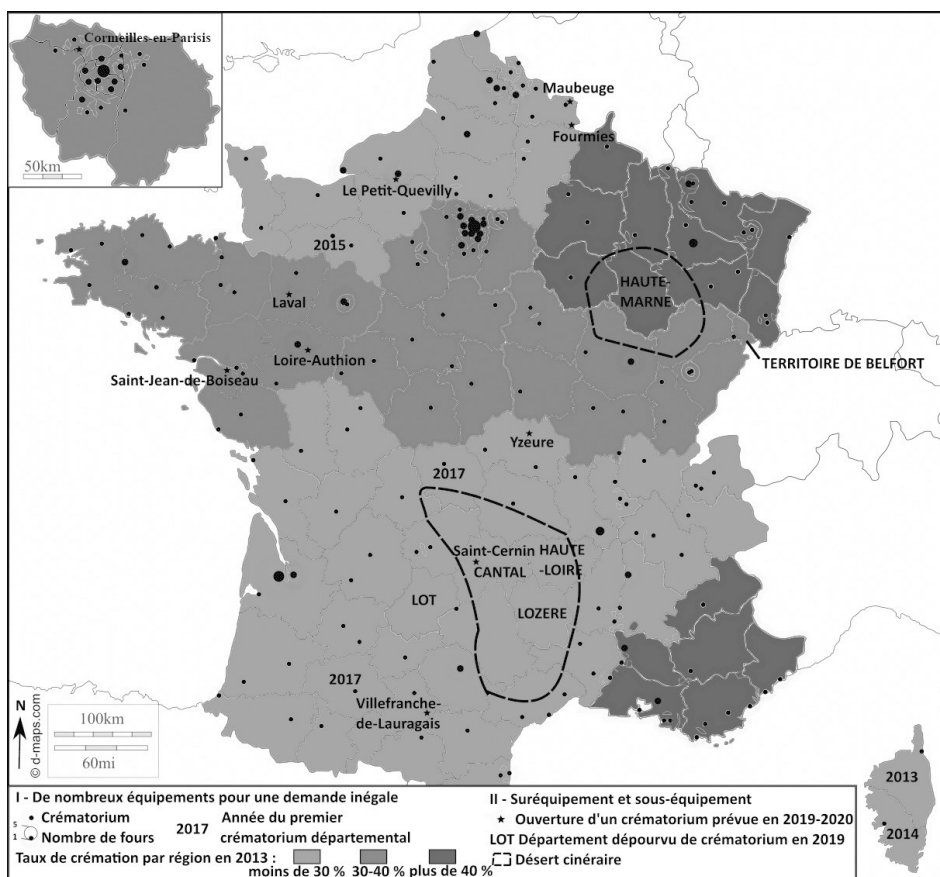 Cormeilles-en-Parisis
50km
Maubeuge
Fourmies
Le Petit-Quevilly
2015
HAUTE-
MARNE
Laval
Loire-Authion
TERRITOIRE DE BELFORT
Saint-Jean-de-Boiseau
Yzeure
2017
Saint-Cernin
CANTAL
HAUTE
-LOIRE
LOT
LOZERE
2017
Villefranche-
de-Lauragais
N
100km
60mi
© d-maps.com
2013
2014
I - De nombreux équipements pour une demande inégale
Crématorium
5
1
Nombre de fours
2017
Année du premier
crématorium départemental
Taux de crémation par région en 2013 :
moins de 30 %
30-40 %
plus de 40 %
II - Suréquipement et sous-équipement
Ouverture d'un crématorium prévue en 2019-2020
LOT Département dépourvu de crématorium en 2019
Désert cinéraire